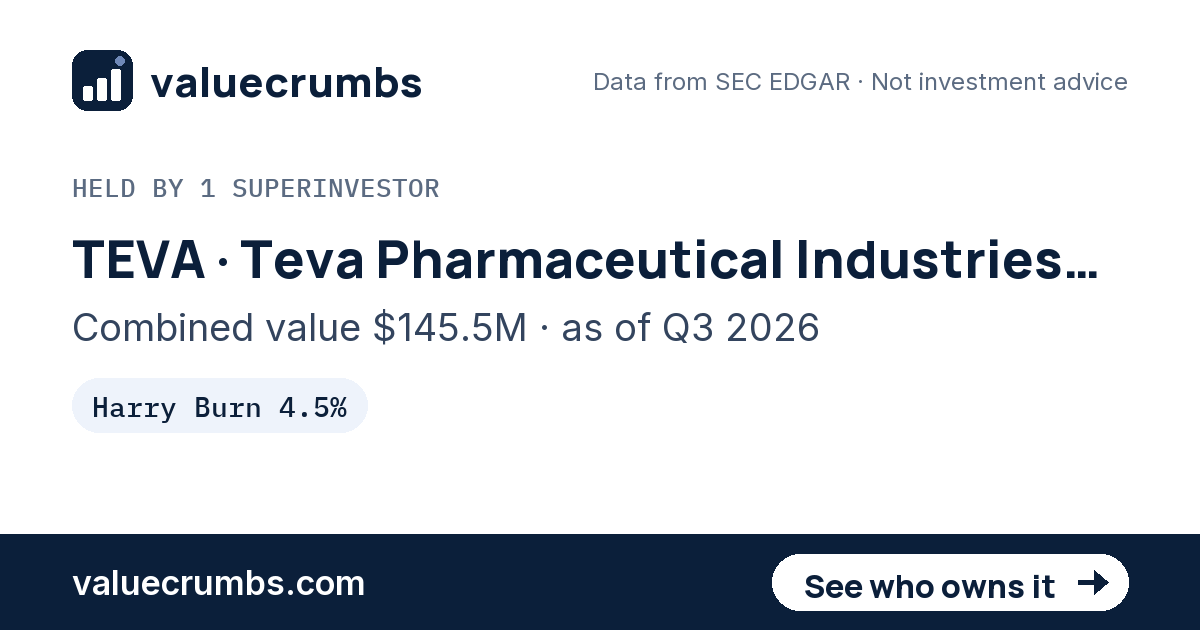 valuecrumbs
Data from SEC EDGAR · Not investment advice
HELD BY 1 SUPERINVESTOR
TEVA · Teva Pharmaceutical Industries…
Combined value $145.5M · as of Q3 2026
Harry Burn 4.5%
valuecrumbs.com
See who owns it →